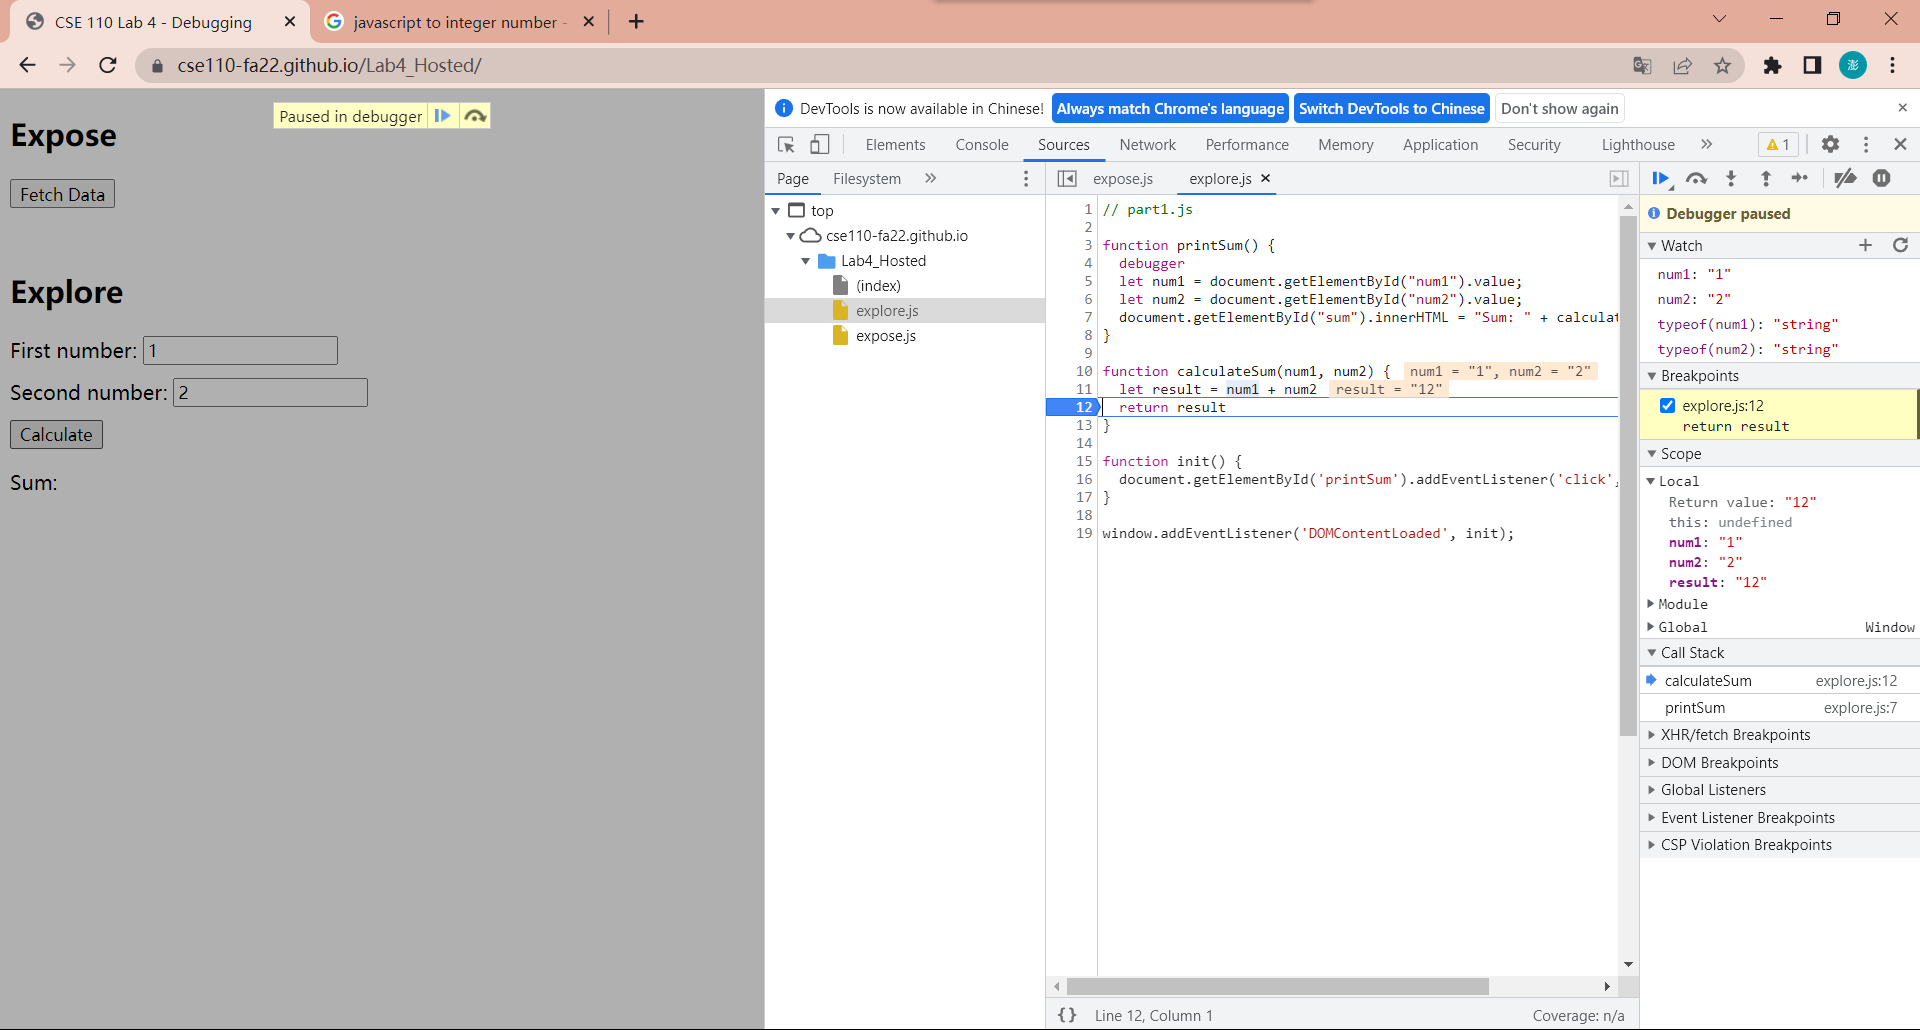 CSE 110 Lab 4 - Debugging
javascript to integer number -
cse110-fa22.github.io/Lab4_Hosted/
澎
Paused in debugger
Expose
Fetch Data
Explore
First number: 1
Second number: 2
Calculate
Sum:
DevTools is now available in Chinese!
Always match Chrome's language
Switch DevTools to Chinese
Don't show again
Elements
Console
Sources
Network
Performance
Memory
Application
Security
Lighthouse
1
Page
Filesystem
top
cse110-fa22.github.io
Lab4_Hosted
(index)
explore.js
expose.js
expose.js
explore.js
1 // part1.js
2
3 function printSum() {
4 debugger
5 let num1 = document.getElementById("num1").value;
6 let num2 = document.getElementById("num2").value;
7 document.getElementById("sum").innerHTML = "Sum: " + calculat
8 }
9
10 function calculateSum(num1, num2) { num1 = "1", num2 = "2"
11 let result = num1 + num2 result = "12"
12 return result
13 }
14
15 function init() {
16 document.getElementById('printSum').addEventListener('click',
17 }
18
19 window.addEventListener('DOMContentLoaded', init);
{} Line 12, Column 1
Coverage: n/a
Debugger paused
Watch
num1: "1"
num2: "2"
typeof(num1): "string"
typeof(num2): "string"
Breakpoints
explore.js:12
return result
Scope
Local
Return value: "12"
this: undefined
num1: "1"
num2: "2"
result: "12"
Module
Global Window
Call Stack
calculateSum explore.js:12
printSum explore.js:7
XHR/fetch Breakpoints
DOM Breakpoints
Global Listeners
Event Listener Breakpoints
CSP Violation Breakpoints